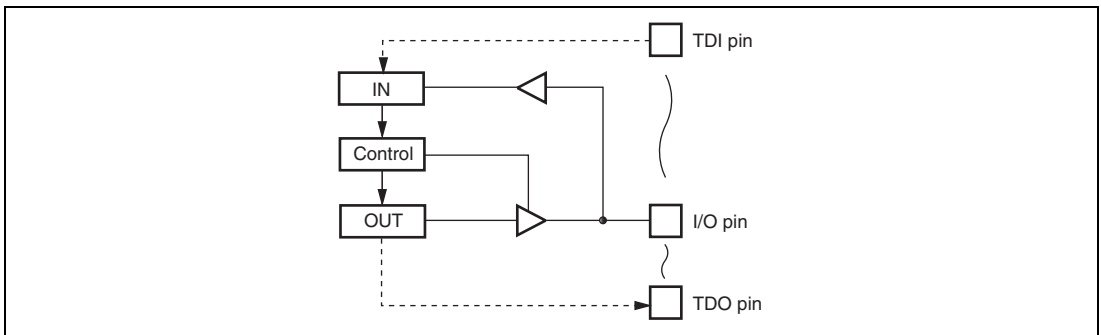 TDI pin
IN
Control
OUT
I/O pin
TDO pin